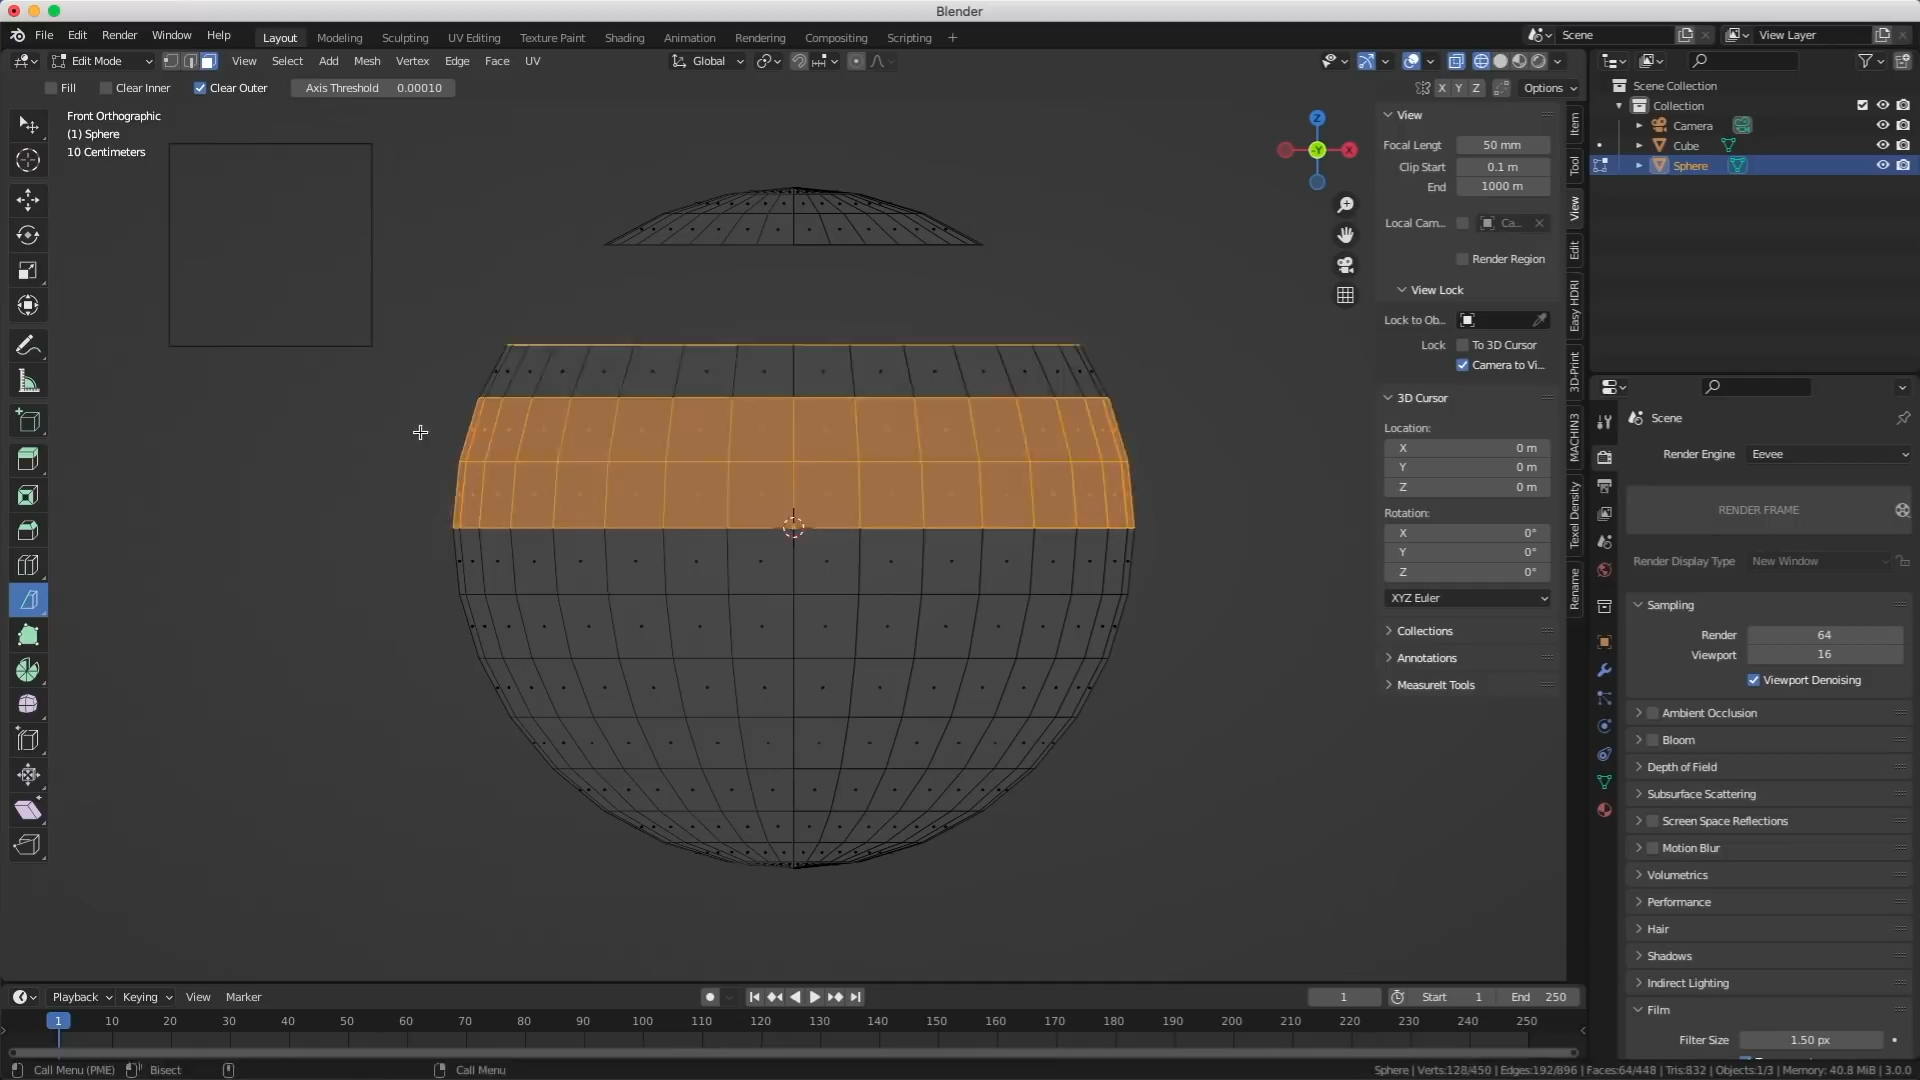 Blender
File Edit Render Window Help
Layout Modeling Sculpting UV Editing Texture Paint Shading Animation Rendering Compositing Scripting +
Scene
View Layer
Edit Mode
View Select Add Mesh Vertex Edge Face UV
Global
Fill
Clear Inner
Clear Outer
Axis Threshold 0.00010
X Y Z
Options
Front Orthographic
(1) Sphere
10 Centimeters
Z
-Y
X
View
Focal Lengt 50 mm
Clip Start 0.1 m
End 1000 m
Local Cam... Ca...
Render Region
View Lock
Lock to Ob...
Lock To 3D Cursor
Camera to Vi...
3D Cursor
Location:
X 0 m
Y 0 m
Z 0 m
Rotation:
X 0°
Y 0°
Z 0°
XYZ Euler
Collections
Annotations
MeasureIt Tools
Item
Tool
View
Edit
Easy HDRI
3D-Print
MACHIN3
Texel Density
Rename
Scene Collection
Collection
Camera
Cube
Sphere
Scene
Render Engine Eevee
RENDER FRAME
Render Display Type New Window
Sampling
Render 64
Viewport 16
Viewport Denoising
Ambient Occlusion
Bloom
Depth of Field
Subsurface Scattering
Screen Space Reflections
Motion Blur
Volumetrics
Performance
Hair
Shadows
Indirect Lighting
Film
Filter Size 1.50 px
Playback Keying View Marker
1
Start 1
End 250
1 10 20 30 40 50 60 70 80 90 100 110 120 130 140 150 160 170 180 190 200 210 220 230 240 250
Call Menu (PME)
Bisect
Call Menu
Sphere | Verts:128/450 | Edges:192/896 | Faces:64/448 | Tris:832 | Objects:1/3 | Memory: 40.8 MiB | 3.0.0